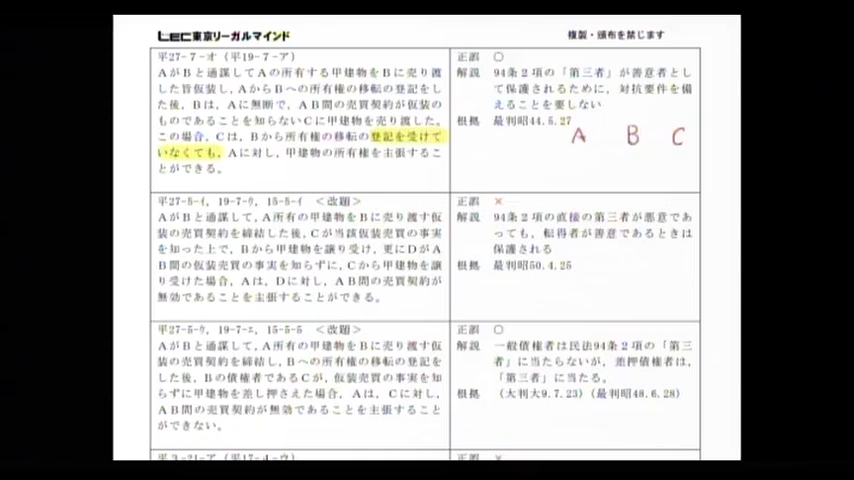 LEC東京リーガルマインド
複製・頒布を禁じます
平27-7-オ(平19-7-ア)
AがBと通謀してAの所有する甲建物をBに売り渡
した旨仮装し,AからBへの所有権の移転の登記をし
た後,Bは,Aに無断で,AB間の売買契約が仮装の
ものであることを知らないCに甲建物を売り渡した。
この場合,Cは,Bから所有権の移転の登記を受けて
いなくても,Aに対し,甲建物の所有権を主張するこ
とができる。
正誤 ○
解説 94条2項の「第三者」が善意者とし
て保護されるために,対抗要件を備
えることを要しない
根拠 最判昭44.5.27
A B C
平27-5-イ,19-7-ウ,15-5-イ <改題>
AがBと通謀して,A所有の甲建物をBに売り渡す仮
装の売買契約を締結した後,Cが当該仮装売買の事実
を知った上で,Bから甲建物を譲り受け,更にDがA
B間の仮装売買の事実を知らずに,Cから甲建物を譲
り受けた場合,Aは,Dに対し,AB間の売買契約が
無効であることを主張することができる。
正誤 ×
解説 94条2項の直接の第三者が悪意であ
っても,転得者が善意であるときは
保護される
根拠 最判昭50.4.25
平27-5-ウ,19-7-エ,15-5-5 <改題>
AがBと通謀して,A所有の甲建物をBに売り渡す仮
装の売買契約を締結し,Bへの所有権の移転の登記を
した後,Bの債権者であるCが,仮装売買の事実を知
らずに甲建物を差し押さえた場合,Aは,Cに対し,
AB間の売買契約が無効であることを主張することが
できない。
正誤 ○
解説 一般債権者は民法94条2項の「第三
者」に当たらないが,差押債権者は,
「第三者」に当たる。
根拠 (大判大9.7.23)(最判昭48.6.28)
平3-21-ア(平17-4-ウ)
正誤 ×